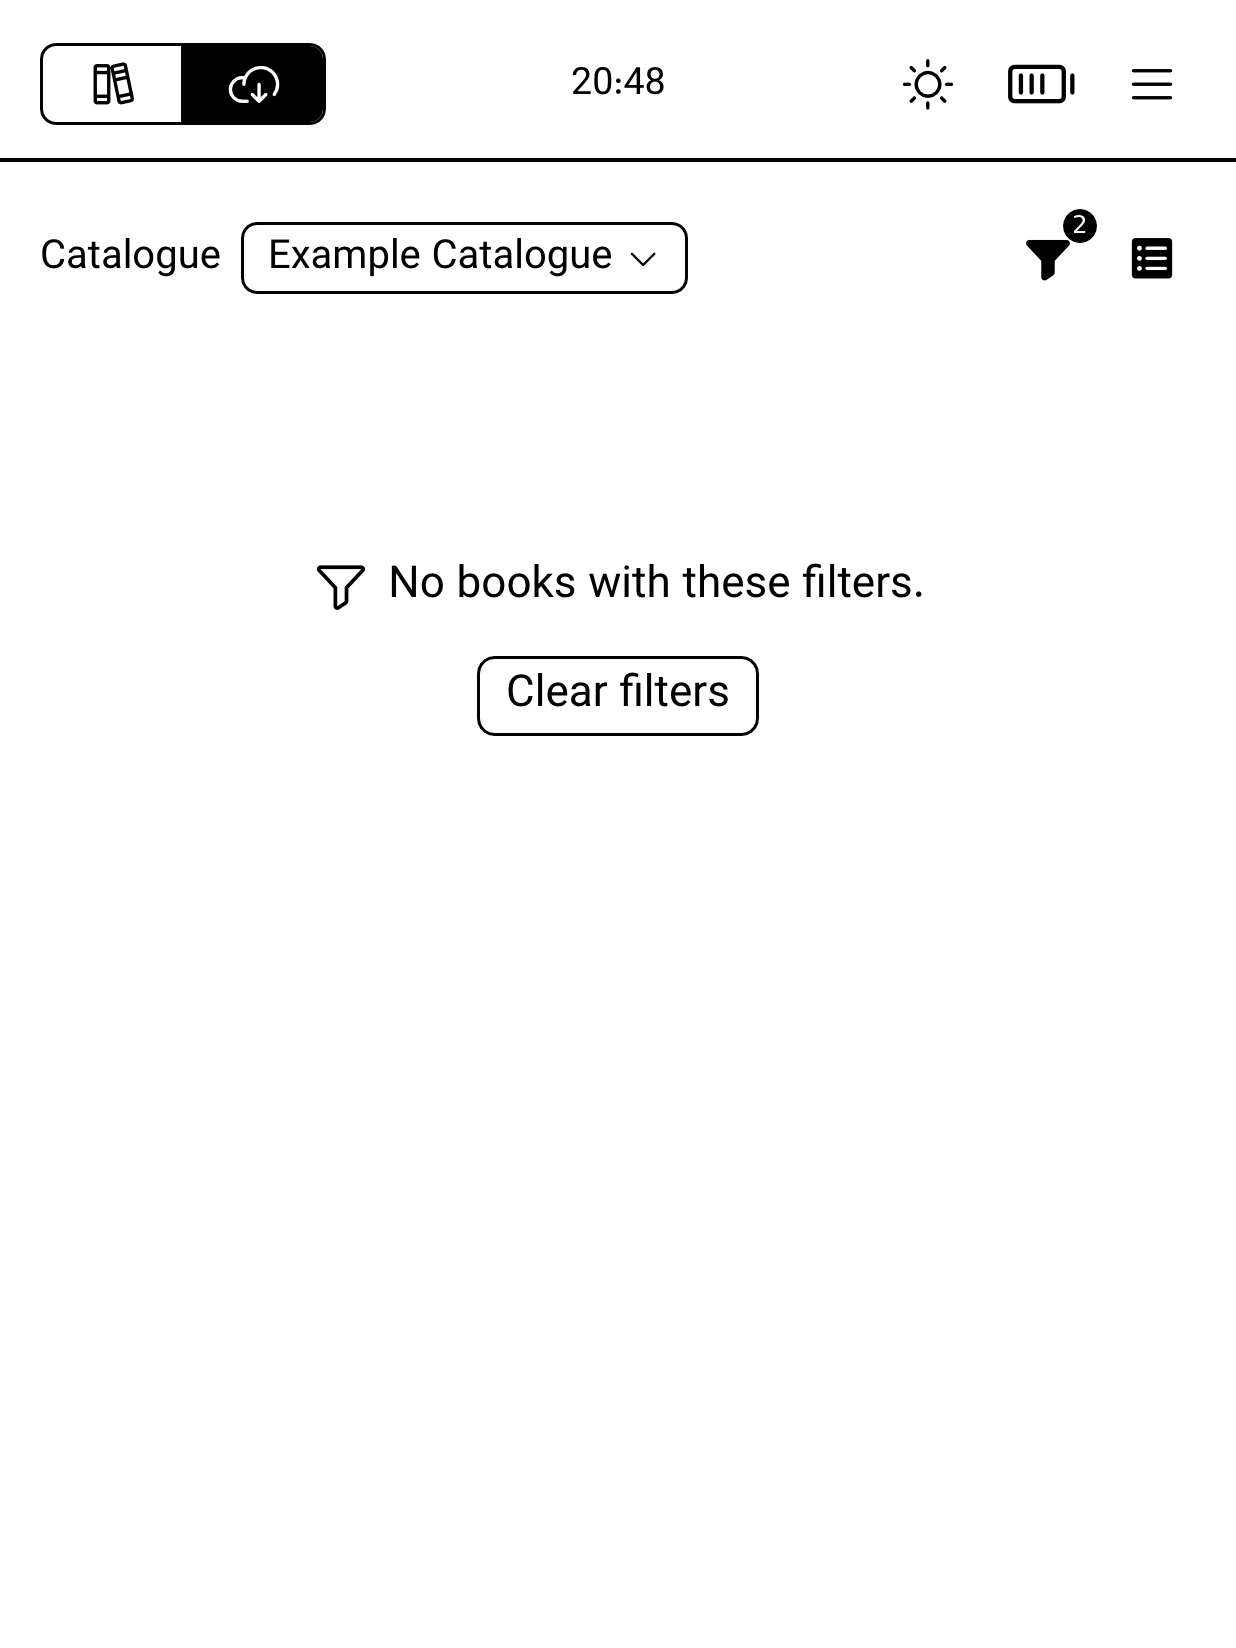 20:48
2
Catalogue Example Catalogue
No books with these filters.
Clear filters